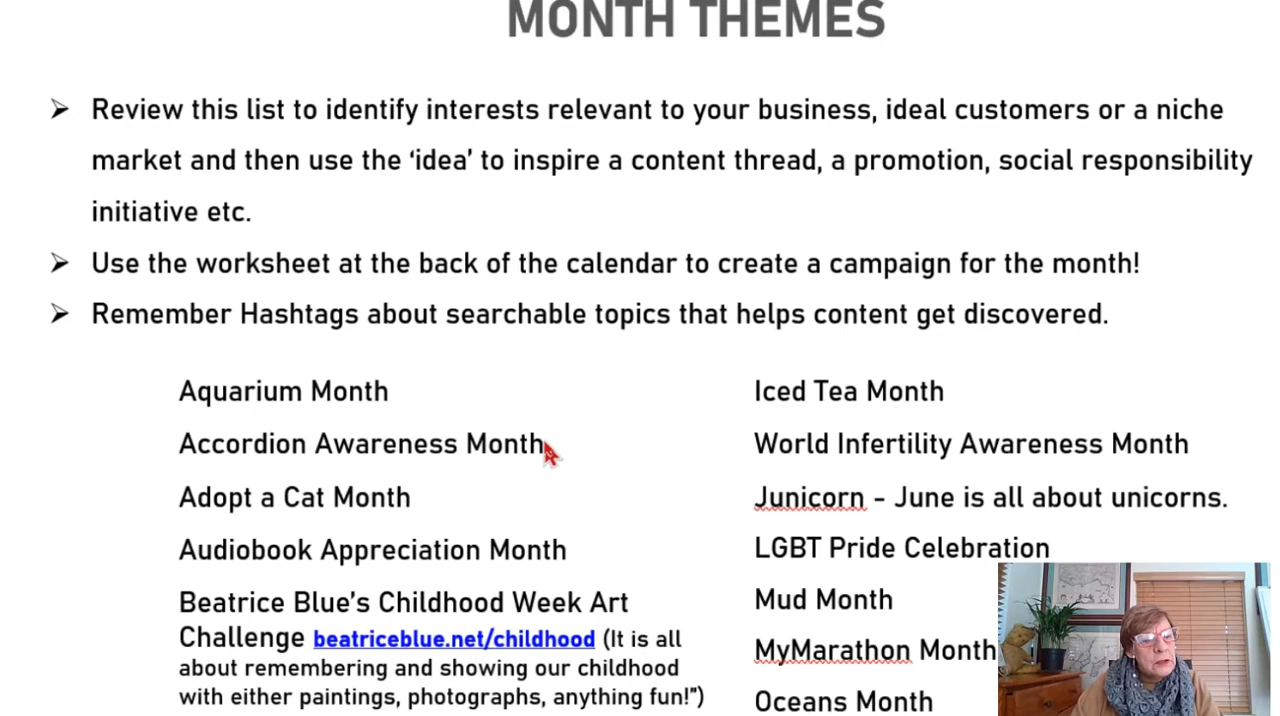 MONTH THEMES
➢ Review this list to identify interests relevant to your business, ideal customers or a niche
market and then use the ‘idea’ to inspire a content thread, a promotion, social responsibility
initiative etc.
➢ Use the worksheet at the back of the calendar to create a campaign for the month!
➢ Remember Hashtags about searchable topics that helps content get discovered.
Aquarium Month
Accordion Awareness Month
Adopt a Cat Month
Audiobook Appreciation Month
Beatrice Blue’s Childhood Week Art
Challenge beatriceblue.net/childhood (It is all
about remembering and showing our childhood
with either paintings, photographs, anything fun!”)
Iced Tea Month
World Infertility Awareness Month
Junicorn - June is all about unicorns.
LGBT Pride Celebration
Mud Month
MyMarathon Month
Oceans Month